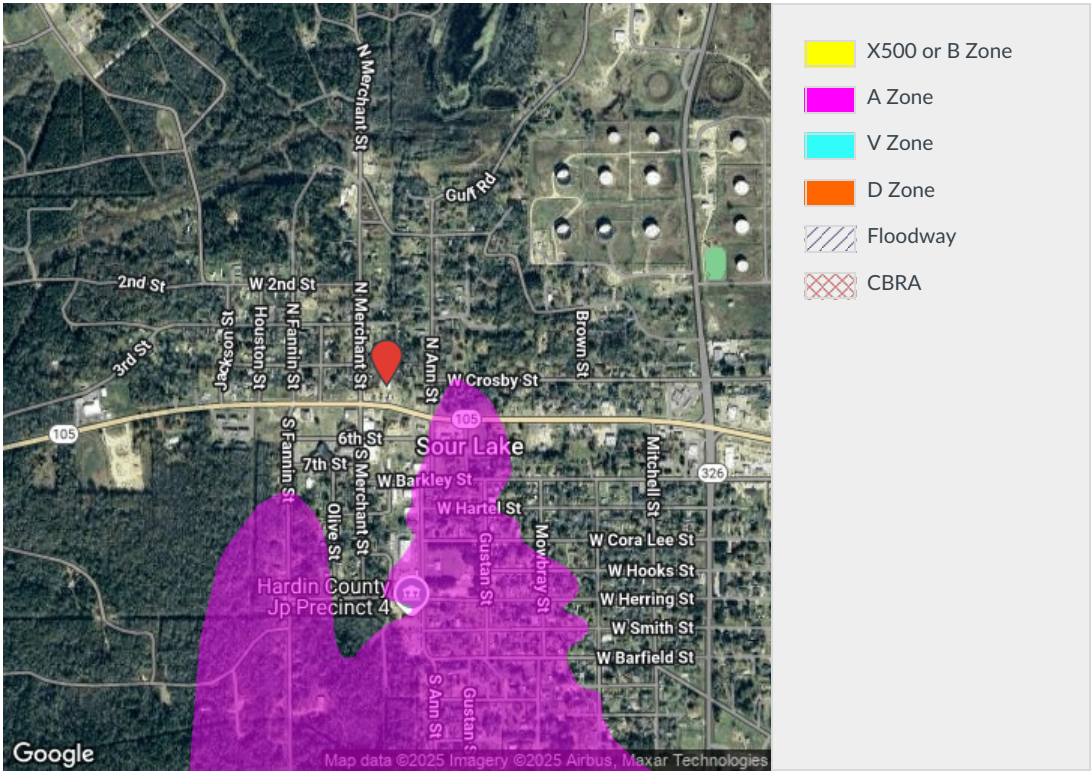 N Merchant St
Gulf Rd
2nd St
W 2nd St
Jackson St
Houston St
N Fannin St
N Merchant St
N Ann St
Brown St
3rd St
W Crosby St
105
105
Sour Lake
6th St
S Fannin St
7th St
S Merchant St
W Barkley St
Mitchell St
326
W Hartel St
Olive St
Gustan St
Mowbray St
W Cora Lee St
W Hooks St
Hardin County
Jp Precinct 4
W Herring St
W Smith St
W Barfield St
S Ann St
Gustan S
Google
Map data ©2025 Imagery ©2025 Airbus, Maxar Technologies
X500 or B Zone
A Zone
V Zone
D Zone
Floodway
CBRA